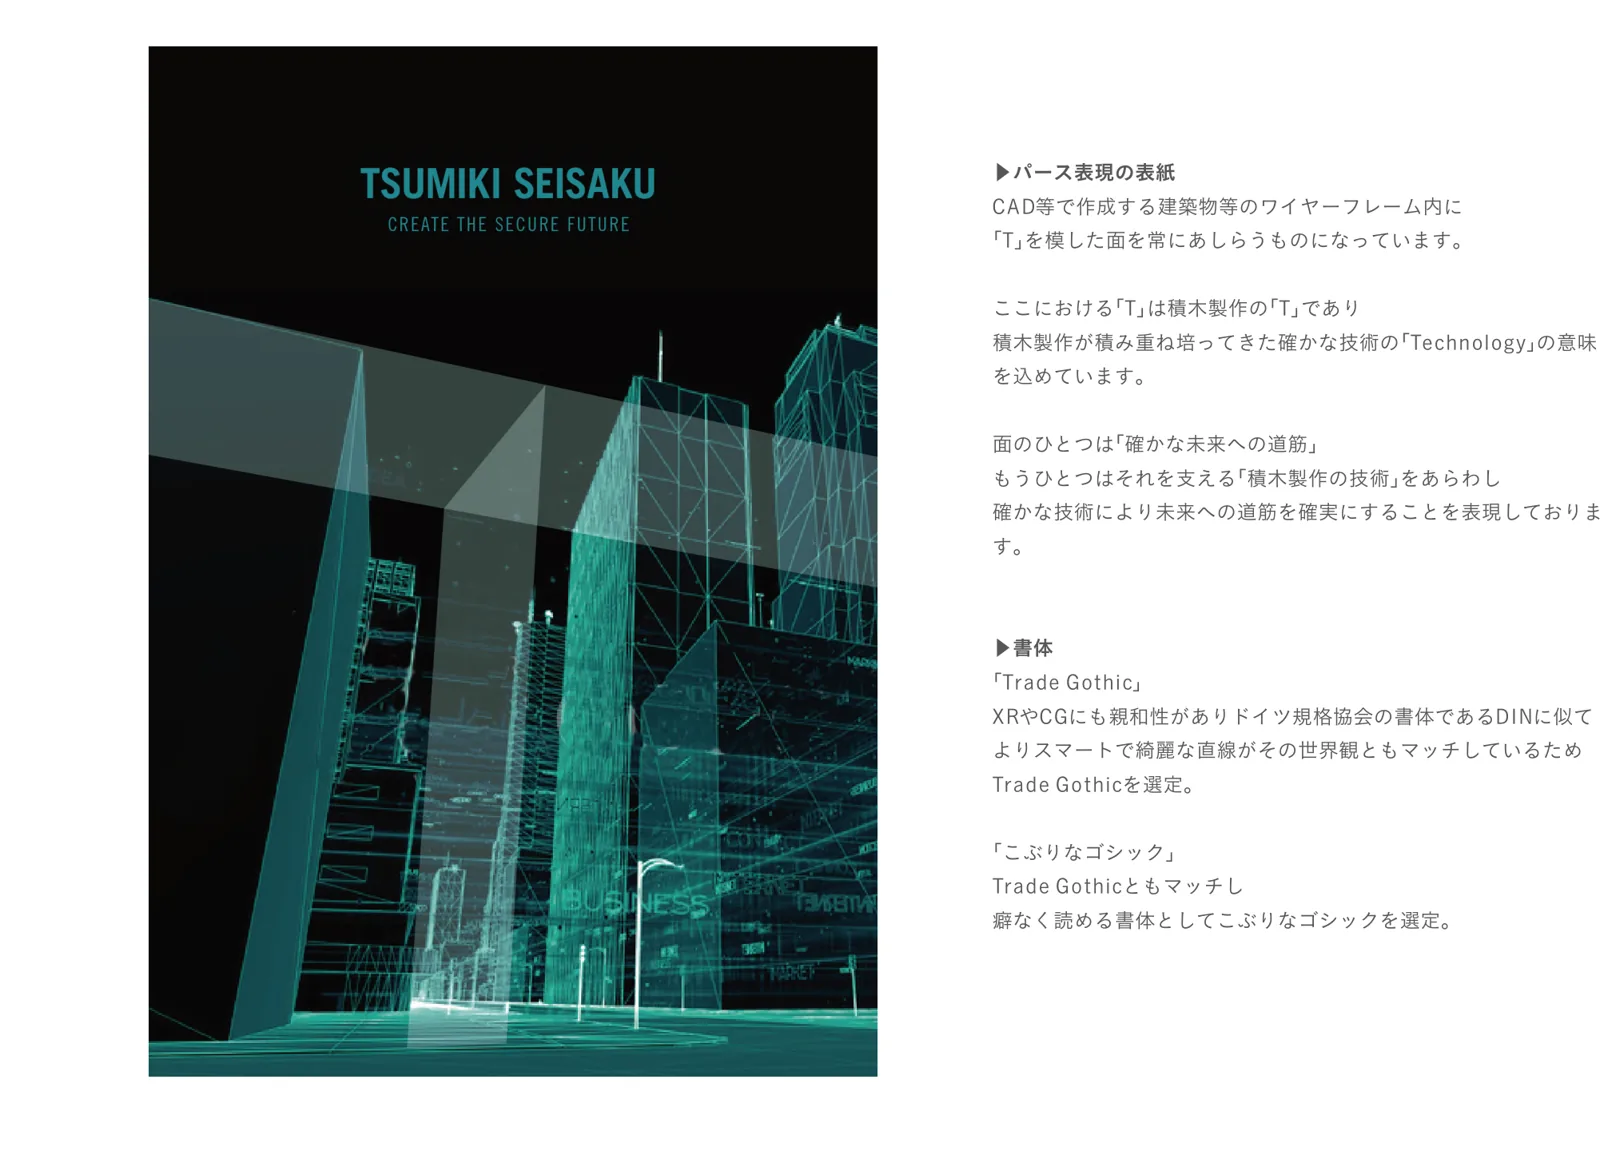 TSUMIKI SEISAKU
CREATE THE SECURE FUTURE
BUSINESS
INTERNET
MARKET
▶パース表現の表紙
CAD等で作成する建築物等のワイヤーフレーム内に
「T」を模した面を常にあしらうものになっています。
ここにおける「T」は積木製作の「T」であり
積木製作が積み重ね培ってきた確かな技術の「Technology」の意味
を込めています。
面のひとつは「確かな未来への道筋」
もうひとつはそれを支える「積木製作の技術」をあらわし
確かな技術により未来への道筋を確実にすることを表現しておりま
す。
▶書体
「Trade Gothic」
XRやCGにも親和性がありドイツ規格協会の書体であるDINに似て
よりスマートで綺麗な直線がその世界観ともマッチしているため
Trade Gothicを選定。
「こぶりなゴシック」
Trade Gothicともマッチし
癖なく読める書体としてこぶりなゴシックを選定。